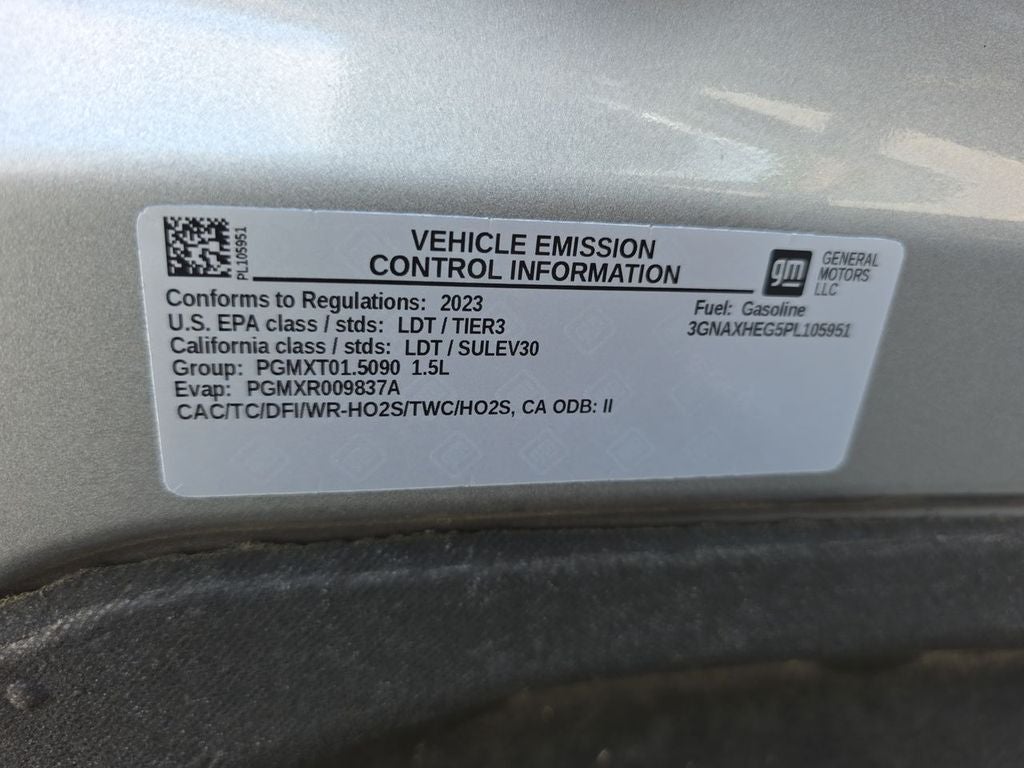 PL105951
VEHICLE EMISSION
CONTROL INFORMATION
gm
GENERAL
MOTORS
LLC
Conforms to Regulations: 2023
U.S. EPA class / stds: LDT / TIER3
California class / stds: LDT / SULEV30
Group: PGMXT01.5090 1.5L
Evap: PGMXR009837A
CAC/TC/DFI/WR-HO2S/TWC/HO2S, CA ODB: II
Fuel: Gasoline
3GNAXHEG5PL105951